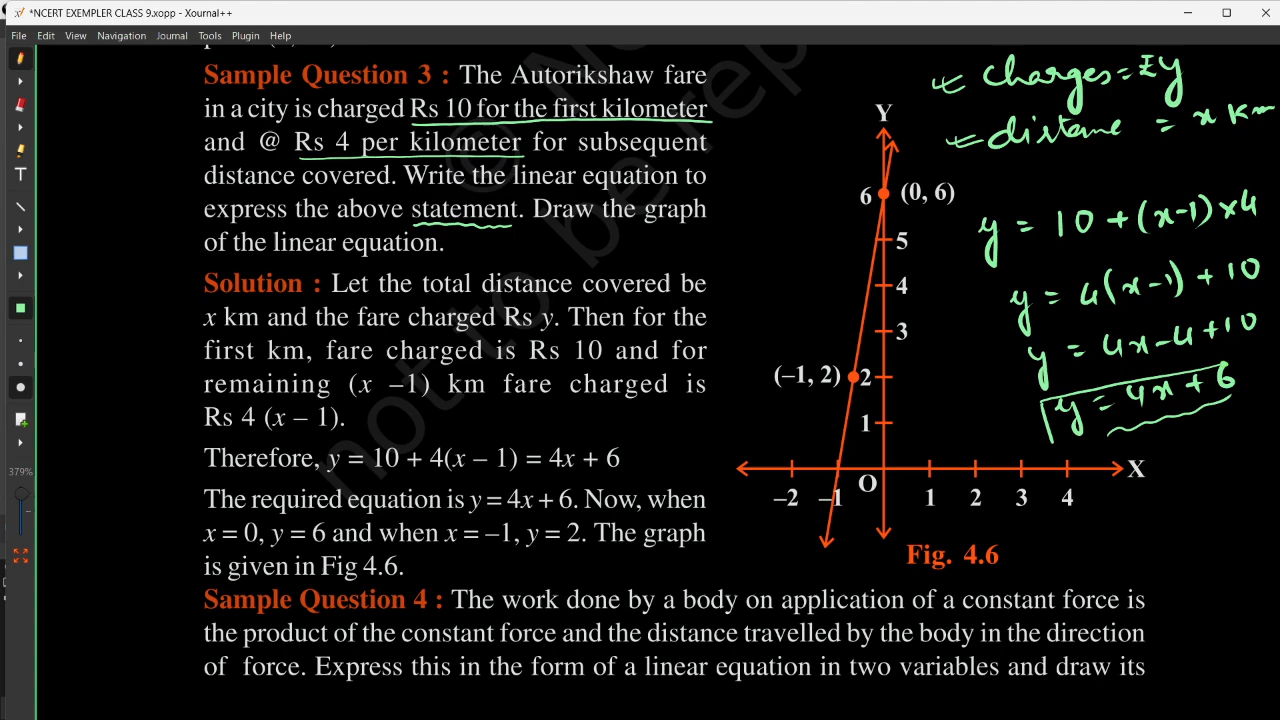 *NCERT EXEMPLER CLASS 9.xopp - Xournal++
File Edit View Navigation Journal Tools Plugin Help
Sample Question 3 : The Autorikshaw fare
in a city is charged Rs 10 for the first kilometer
and @ Rs 4 per kilometer for subsequent
distance covered. Write the linear equation to
express the above statement. Draw the graph
of the linear equation.
Solution : Let the total distance covered be
x km and the fare charged Rs y. Then for the
first km, fare charged is Rs 10 and for
remaining (x –1) km fare charged is
Rs 4 (x – 1).
Therefore, y = 10 + 4(x – 1) = 4x + 6
The required equation is y = 4x + 6. Now, when
x = 0, y = 6 and when x = –1, y = 2. The graph
is given in Fig 4.6.
Y
6 (0, 6)
5
4
3
(–1, 2) 2
1
–2 –1 O 1 2 3 4 X
Fig. 4.6
charges = ₹y
distance = x km
y = 10 + (x-1)×4
y = 4(x-1) + 10
y = 4x-4+10
y = 4x + 6
Sample Question 4 : The work done by a body on application of a constant force is
the product of the constant force and the distance travelled by the body in the direction
of force. Express this in the form of a linear equation in two variables and draw its
379%
T
not to be rep